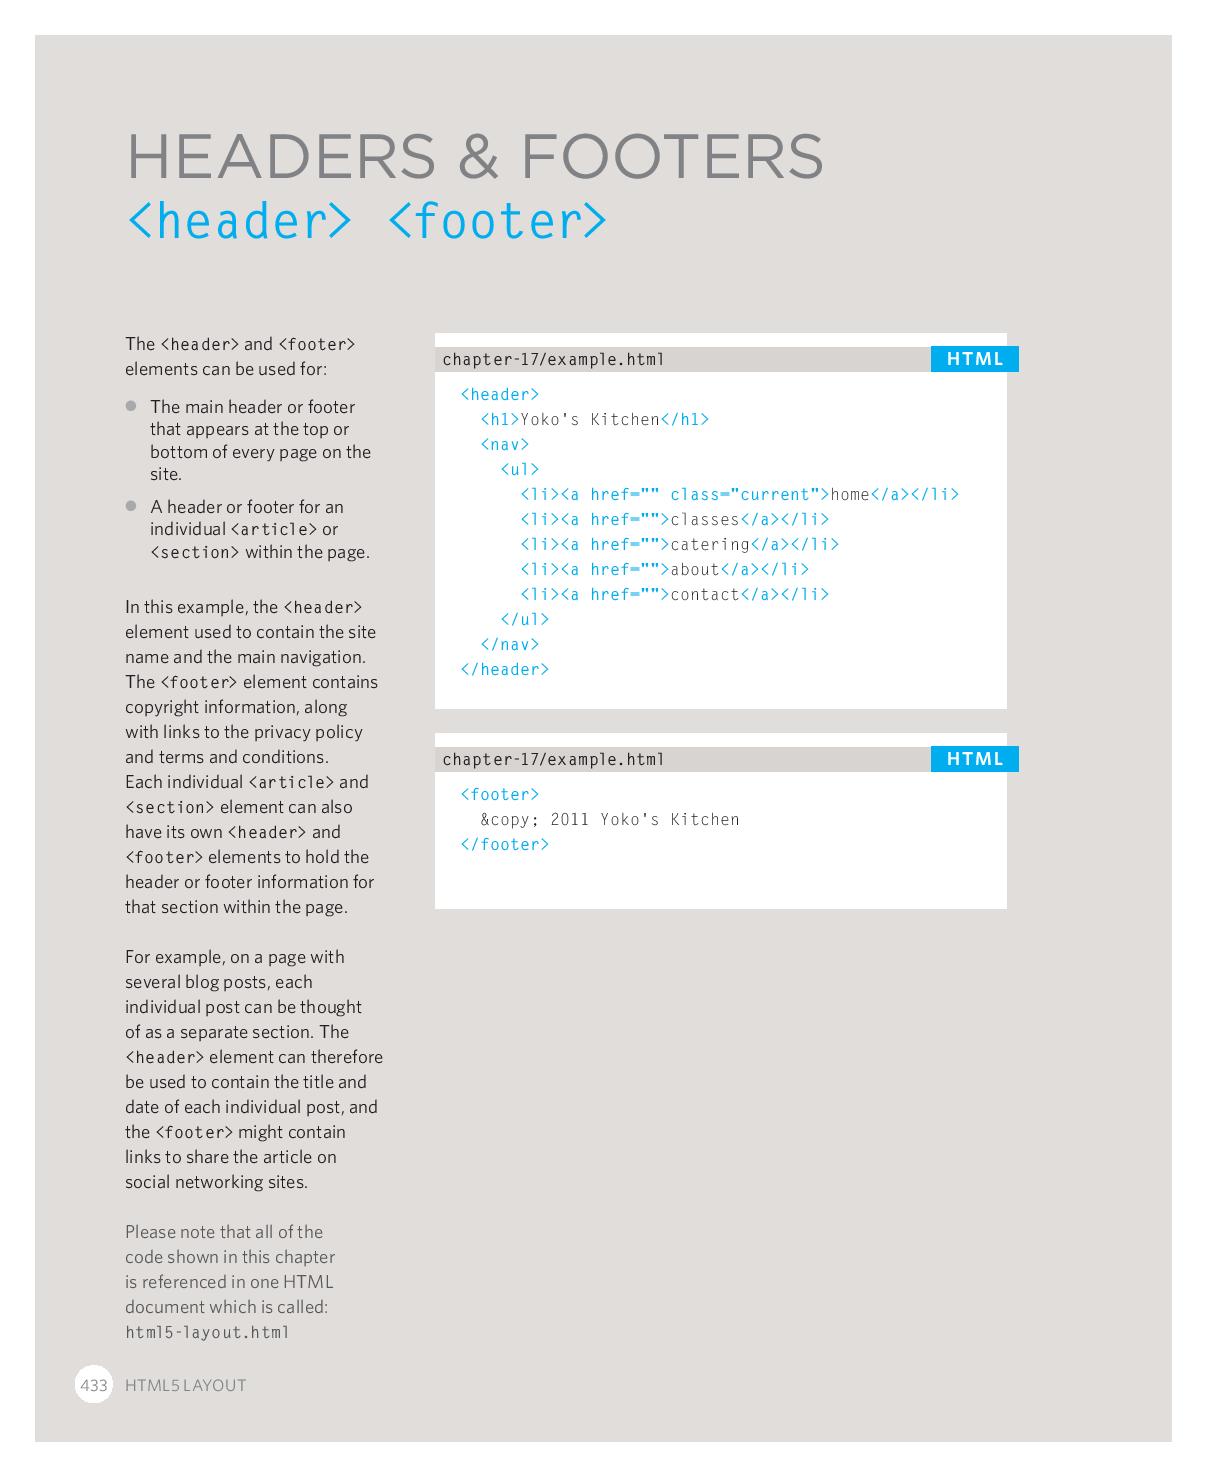 HEADERS & FOOTERS
<header> <footer>
The <header> and <footer>
elements can be used for:
● The main header or footer
that appears at the top or
bottom of every page on the
site.
● A header or footer for an
individual <article> or
<section> within the page.
In this example, the <header>
element used to contain the site
name and the main navigation.
The <footer> element contains
copyright information, along
with links to the privacy policy
and terms and conditions.
Each individual <article> and
<section> element can also
have its own <header> and
<footer> elements to hold the
header or footer information for
that section within the page.
For example, on a page with
several blog posts, each
individual post can be thought
of as a separate section. The
<header> element can therefore
be used to contain the title and
date of each individual post, and
the <footer> might contain
links to share the article on
social networking sites.
Please note that all of the
code shown in this chapter
is referenced in one HTML
document which is called:
html5-layout.html
chapter-17/example.html HTML
<header>
<h1>Yoko's Kitchen</h1>
<nav>
<ul>
<li><a href="" class="current">home</a></li>
<li><a href="">classes</a></li>
<li><a href="">catering</a></li>
<li><a href="">about</a></li>
<li><a href="">contact</a></li>
</ul>
</nav>
</header>
chapter-17/example.html HTML
<footer>
&copy; 2011 Yoko's Kitchen
</footer>
433 HTML5 LAYOUT